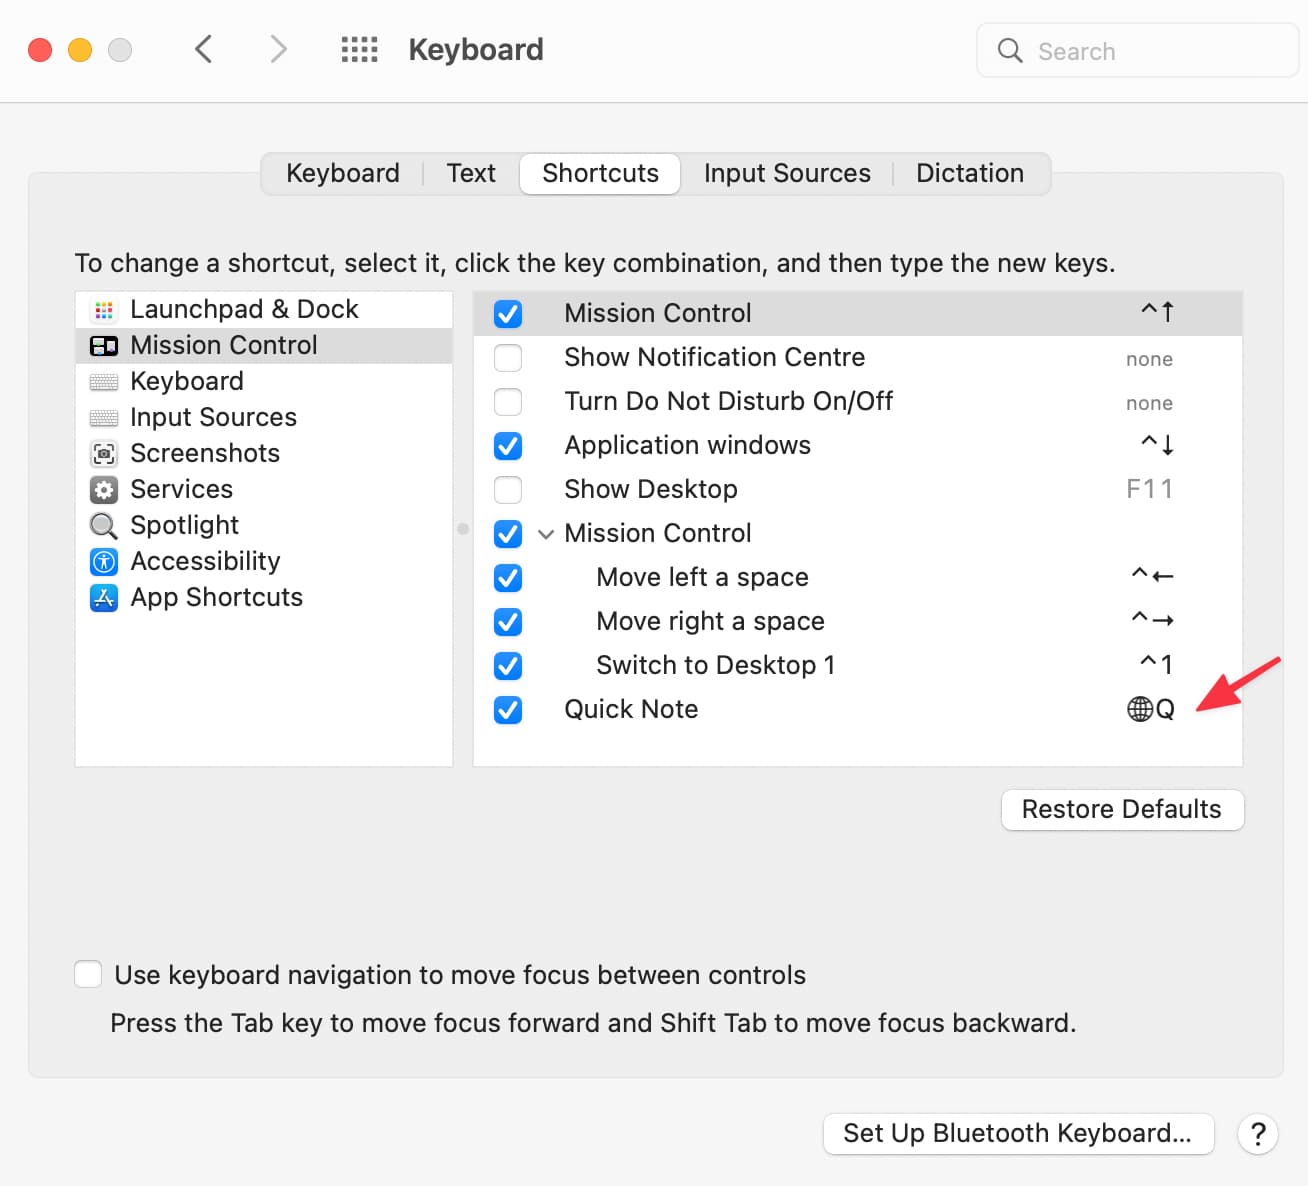 Keyboard
Search
Keyboard
Text
Shortcuts
Input Sources
Dictation
To change a shortcut, select it, click the key combination, and then type the new keys.
Launchpad & Dock
Mission Control
Keyboard
Input Sources
Screenshots
Services
Spotlight
Accessibility
App Shortcuts
Mission Control ^↑
Show Notification Centre none
Turn Do Not Disturb On/Off none
Application windows ^↓
Show Desktop F11
Mission Control
Move left a space ^←
Move right a space ^→
Switch to Desktop 1 ^1
Quick Note 🌐Q
Restore Defaults
Use keyboard navigation to move focus between controls
Press the Tab key to move focus forward and Shift Tab to move focus backward.
Set Up Bluetooth Keyboard... ?